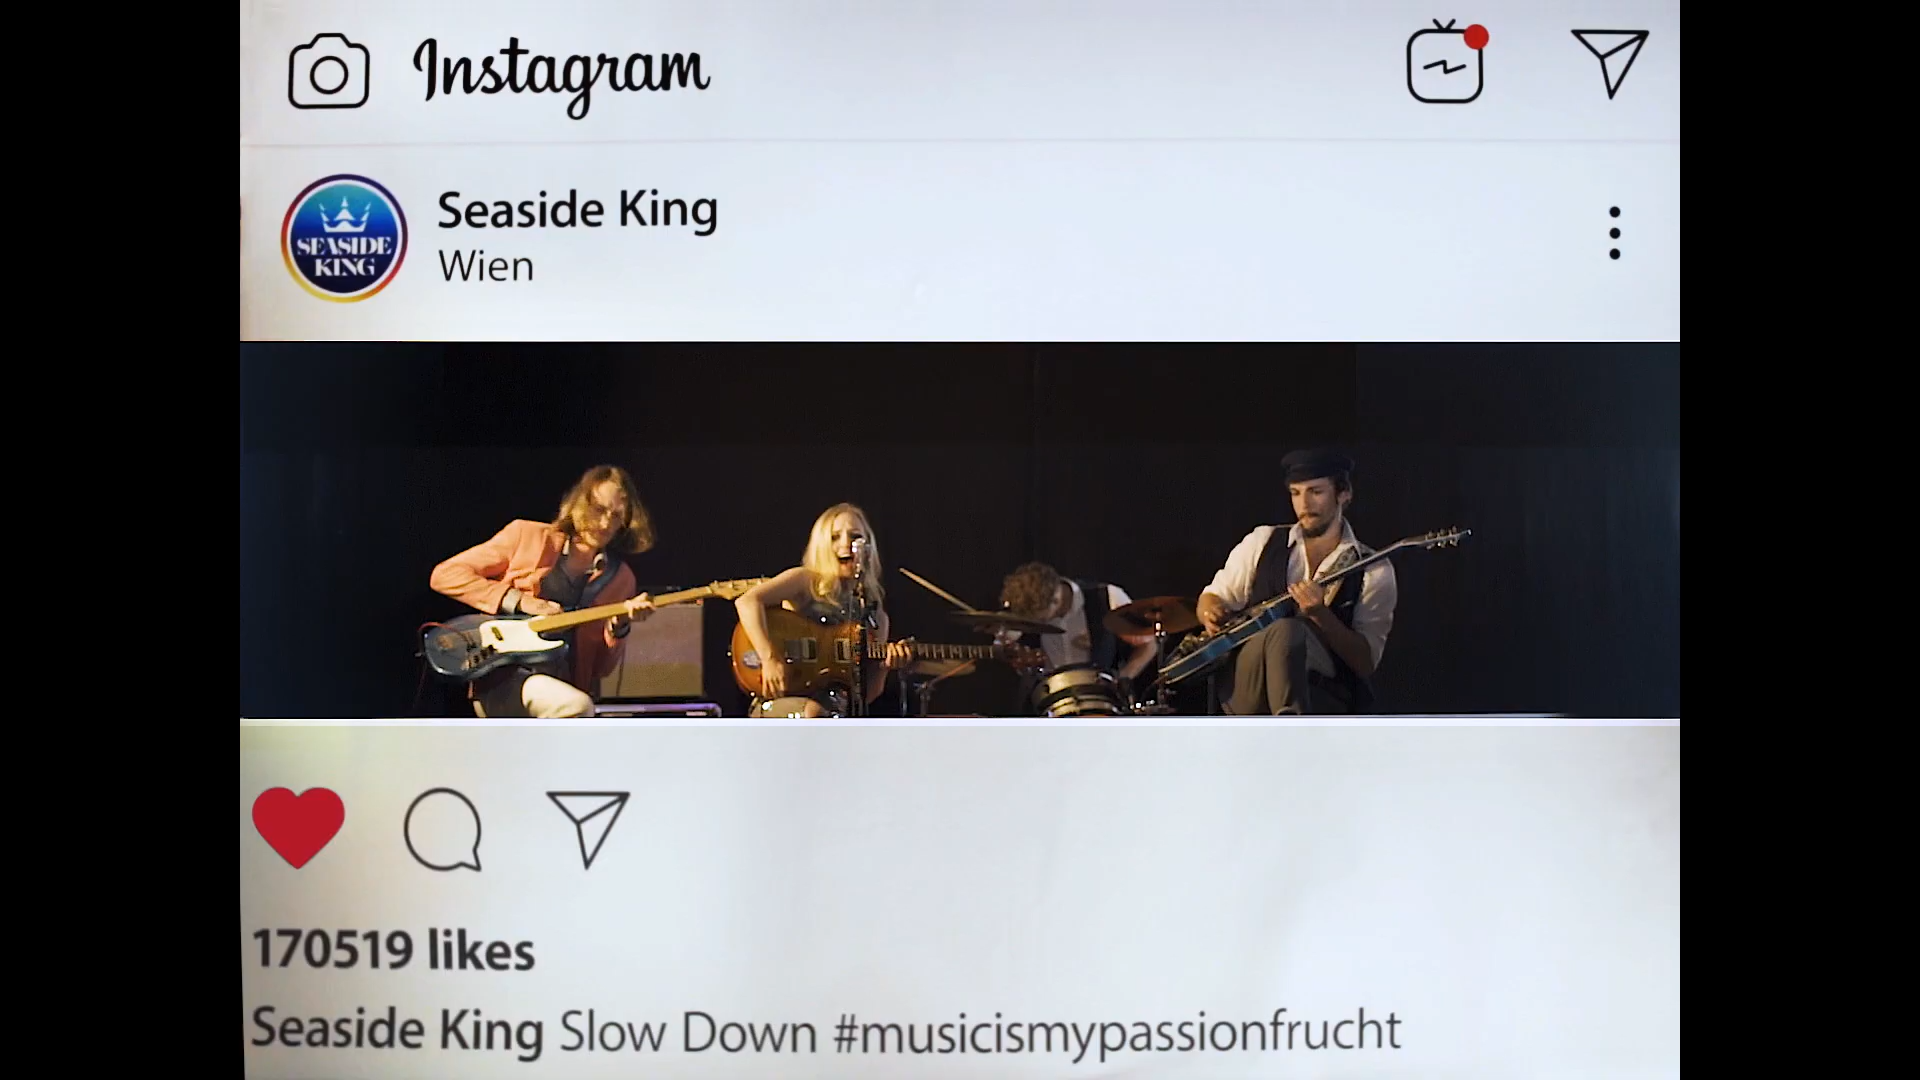 Instagram
Seaside King
Wien
SEASIDE
KING
170519 likes
Seaside King Slow Down #musicismypassionfrucht